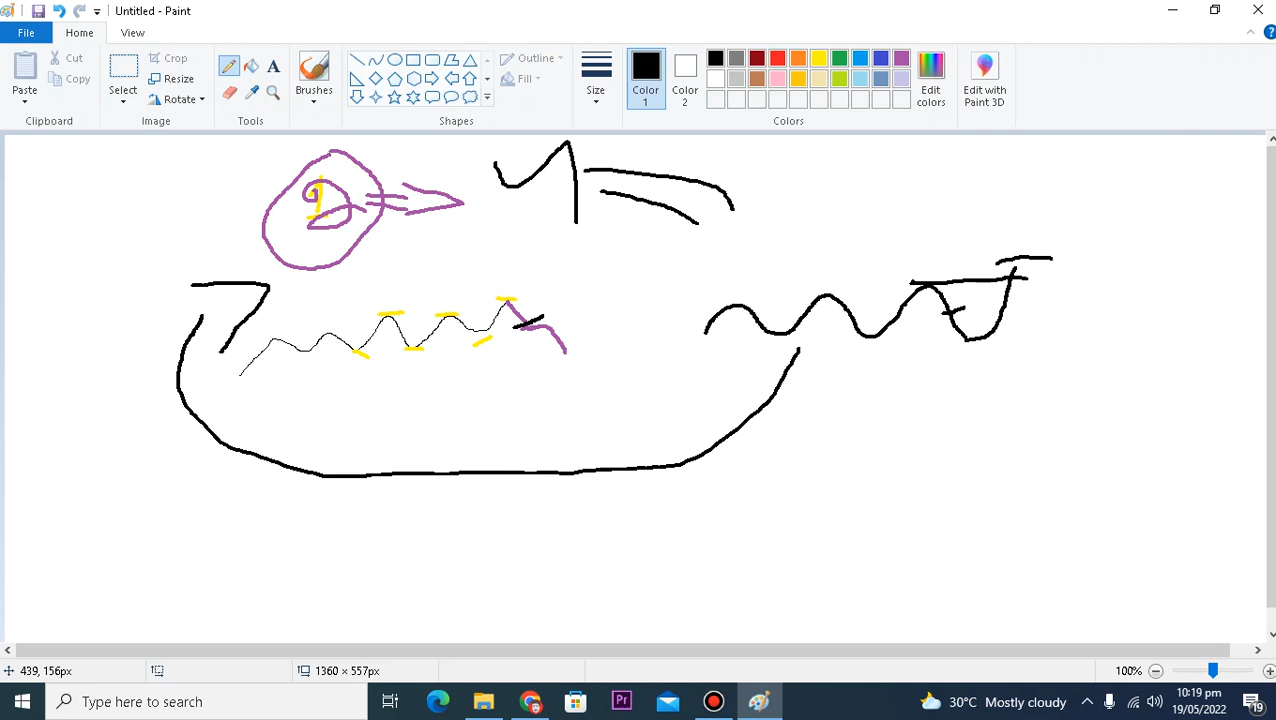 Untitled - Paint
File Home View
Paste Cut Copy
Select Crop Resize Rotate
A
Brushes
Outline Fill
Size
Color 1
Color 2
Edit colors
Edit with Paint 3D
Clipboard Image Tools Shapes Colors
439, 156px 1360 × 557px 100%
Type here to search
Pr
30°C Mostly cloudy
10:19 pm
19/05/2022
19